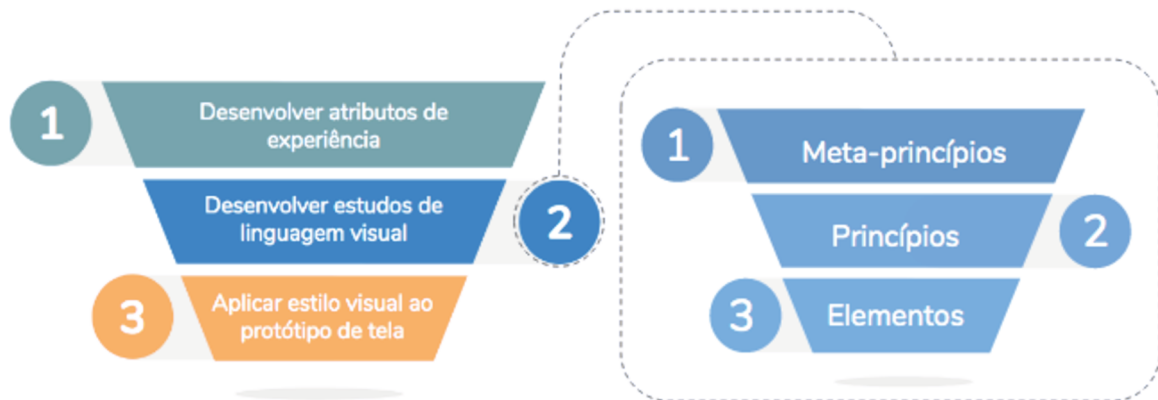 1
Desenvolver atributos de
experiência
Desenvolver estudos de
linguagem visual
2
3
Aplicar estilo visual ao
protótipo de tela
1
Meta-princípios
Princípios
2
3
Elementos